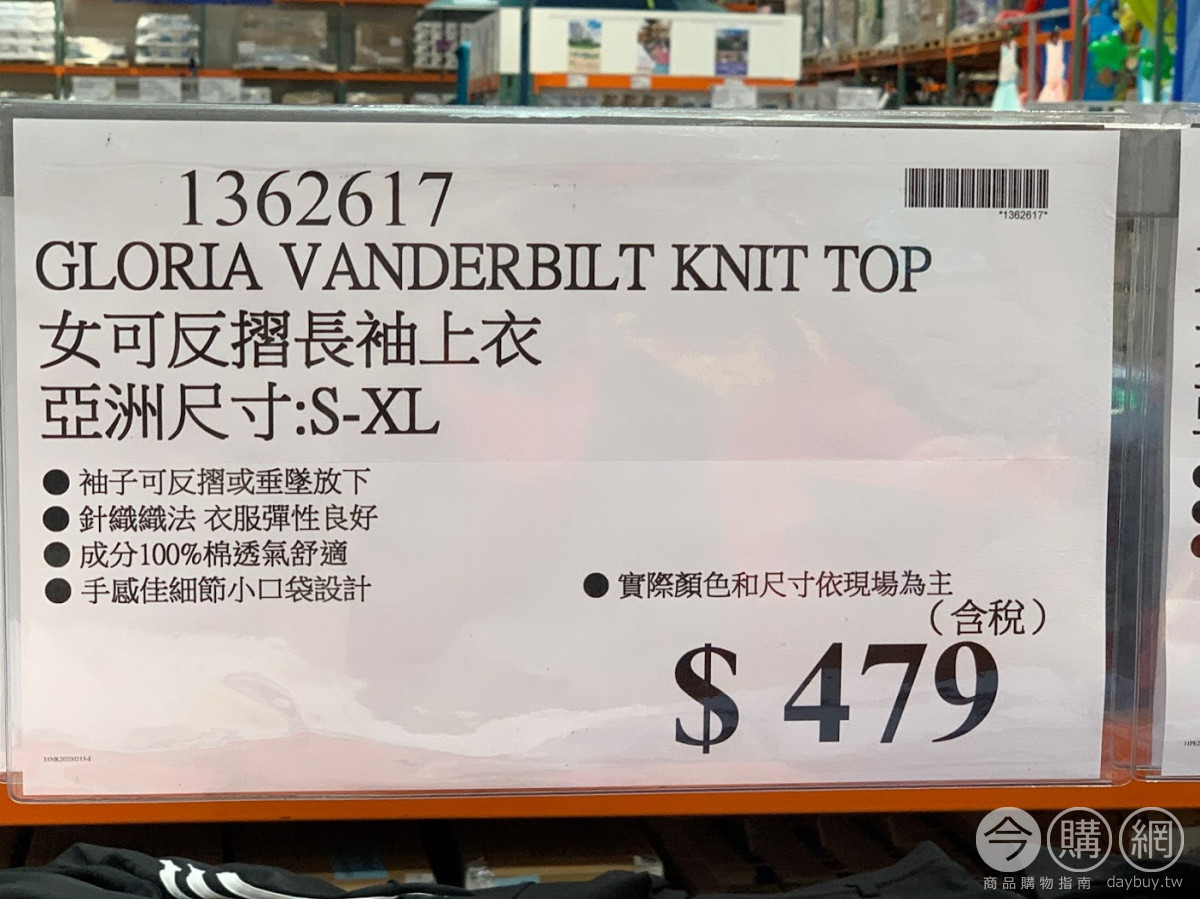 1362617
*1362617*
GLORIA VANDERBILT KNIT TOP
女可反摺長袖上衣
亞洲尺寸:S-XL
● 袖子可反摺或垂墜放下
● 針織織法 衣服彈性良好
● 成分100%棉透氣舒適
● 手感佳細節小口袋設計
● 實際顏色和尺寸依現場為主
（含稅）
$ 479
今購網
商品購物指南 daybuy.tw